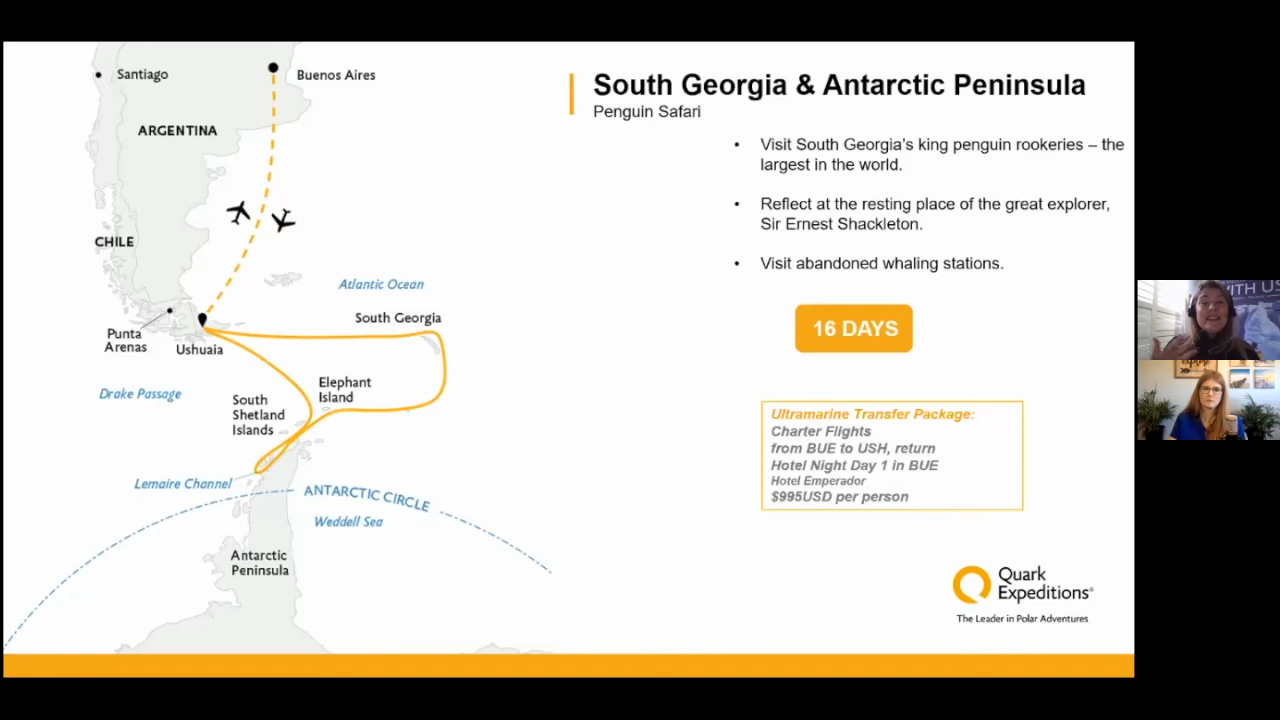 Santiago
Buenos Aires
ARGENTINA
CHILE
Atlantic Ocean
South Georgia
Punta
Arenas
Ushuaia
Drake Passage
Elephant
Island
South
Shetland
Islands
Lemaire Channel
ANTARCTIC CIRCLE
Weddell Sea
Antarctic
Peninsula
South Georgia & Antarctic Peninsula
Penguin Safari
• Visit South Georgia's king penguin rookeries – the
largest in the world.
• Reflect at the resting place of the great explorer,
Sir Ernest Shackleton.
• Visit abandoned whaling stations.
16 DAYS
Ultramarine Transfer Package:
Charter Flights
from BUE to USH, return
Hotel Night Day 1 in BUE
Hotel Emperador
$995USD per person
Quark
Expeditions®
The Leader in Polar Adventures
WITH US